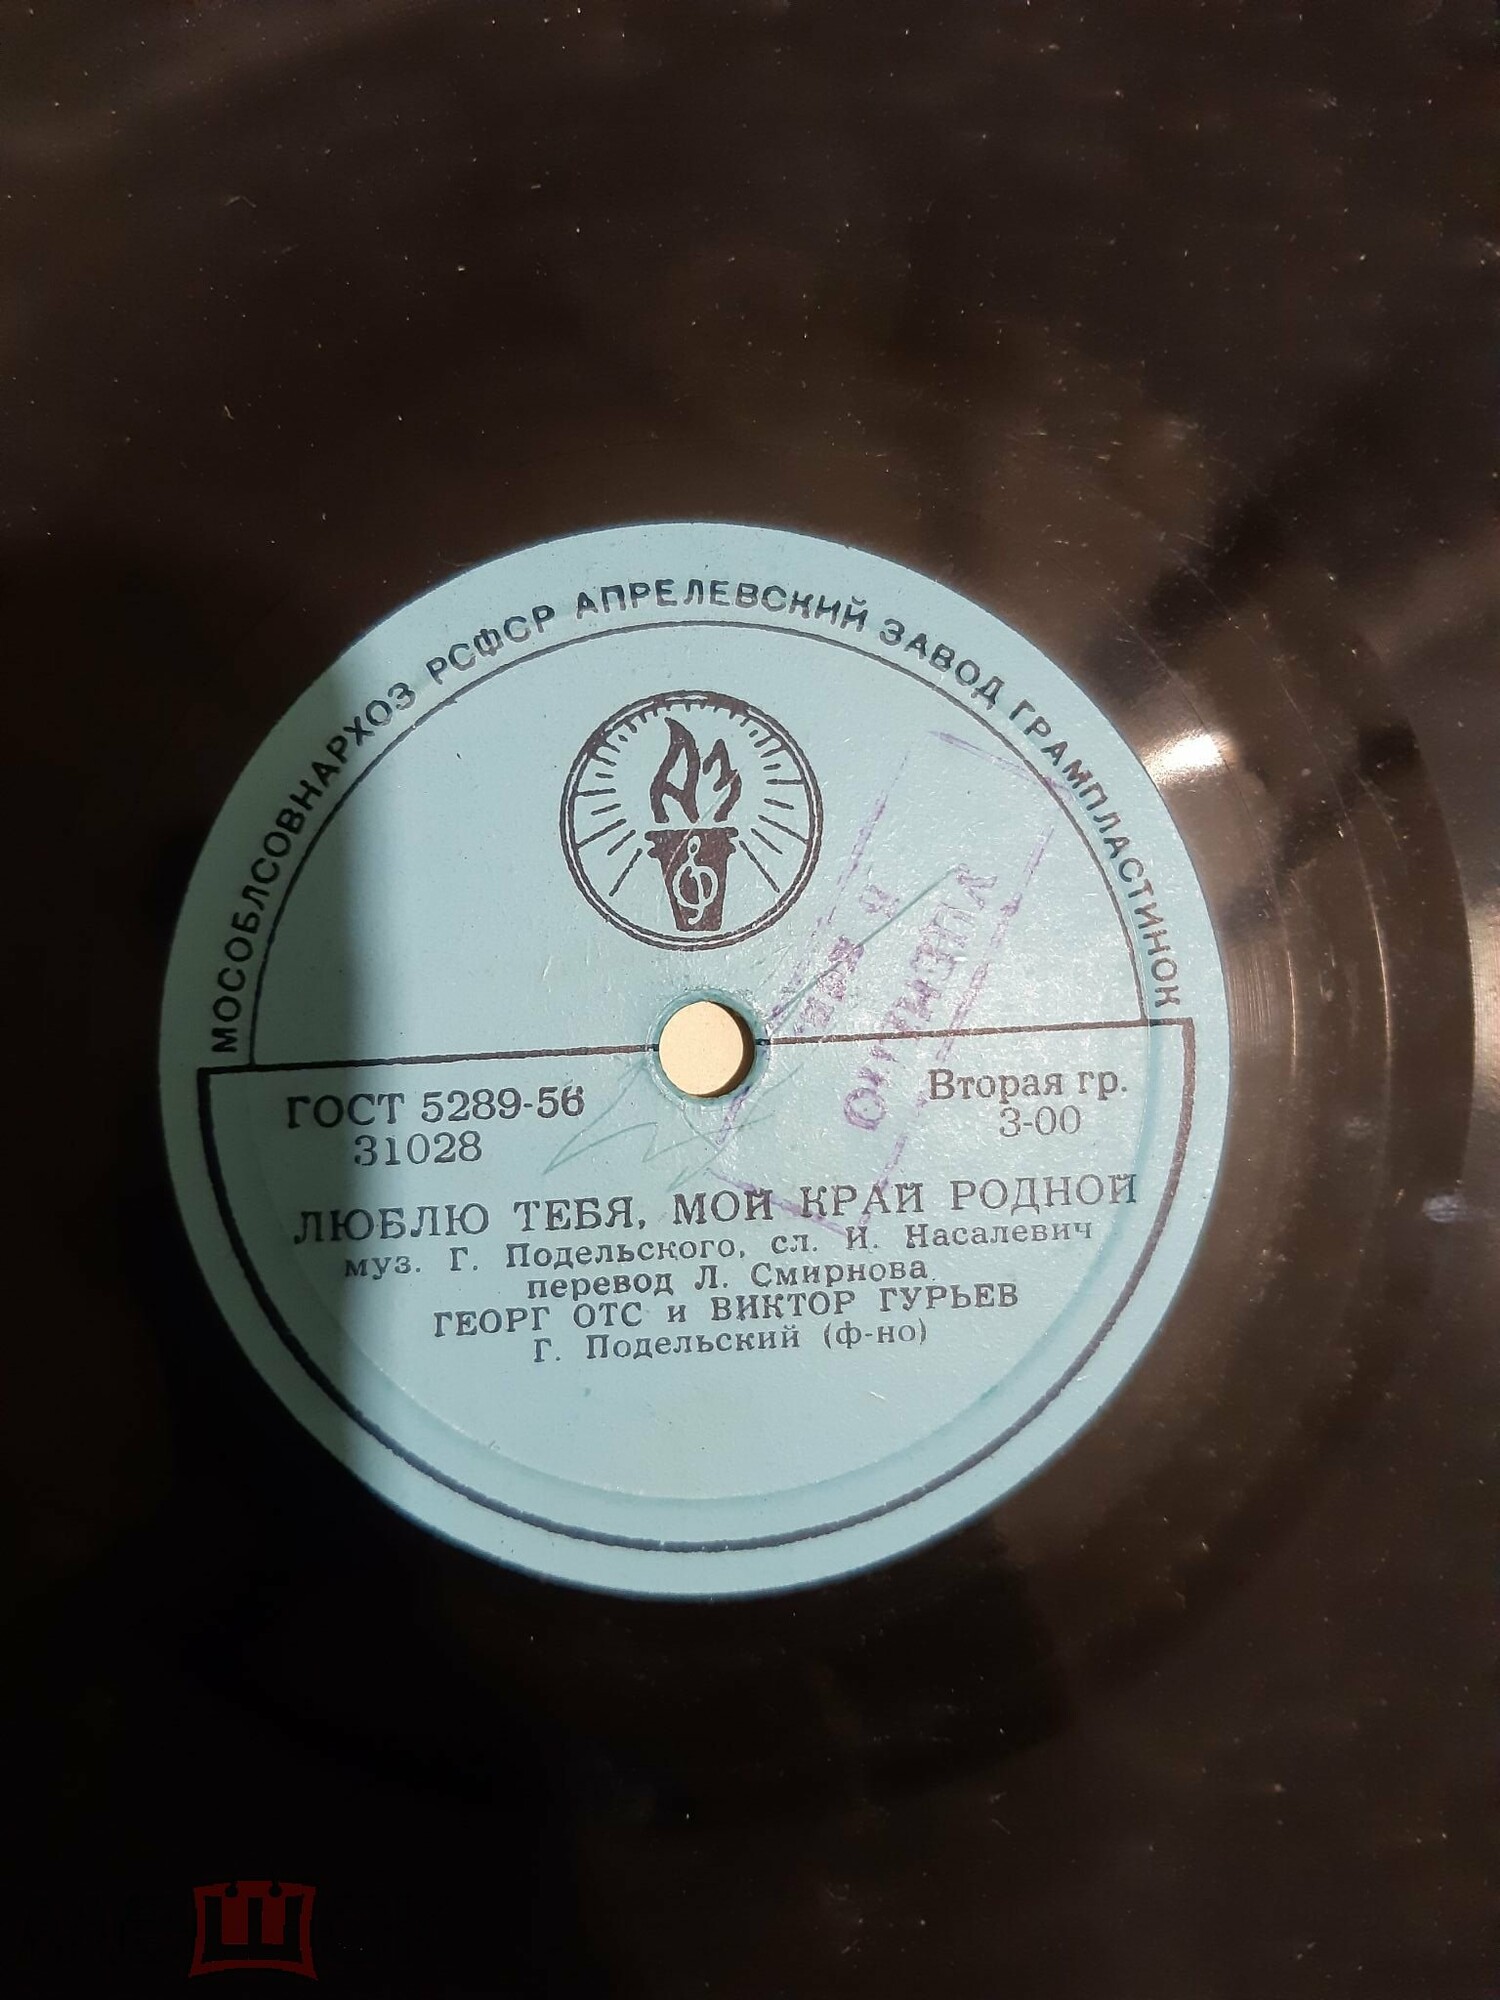 МОСОБЛСОВНАРХОЗ РСФСР АПРЕЛЕВСКИЙ ЗАВОД ГРАМПЛАСТИНОК
ГОСТ 5289-56
Вторая гр.
31028
3-00
ЛЮБЛЮ ТЕБЯ, МОЙ КРАЙ РОДНОЙ
муз. Г. Подельского, сл. И. Насалевич
перевод Л. Смирнова
ГЕОРГ ОТС и ВИКТОР ГУРЬЕВ
Г. Подельский (ф-но)